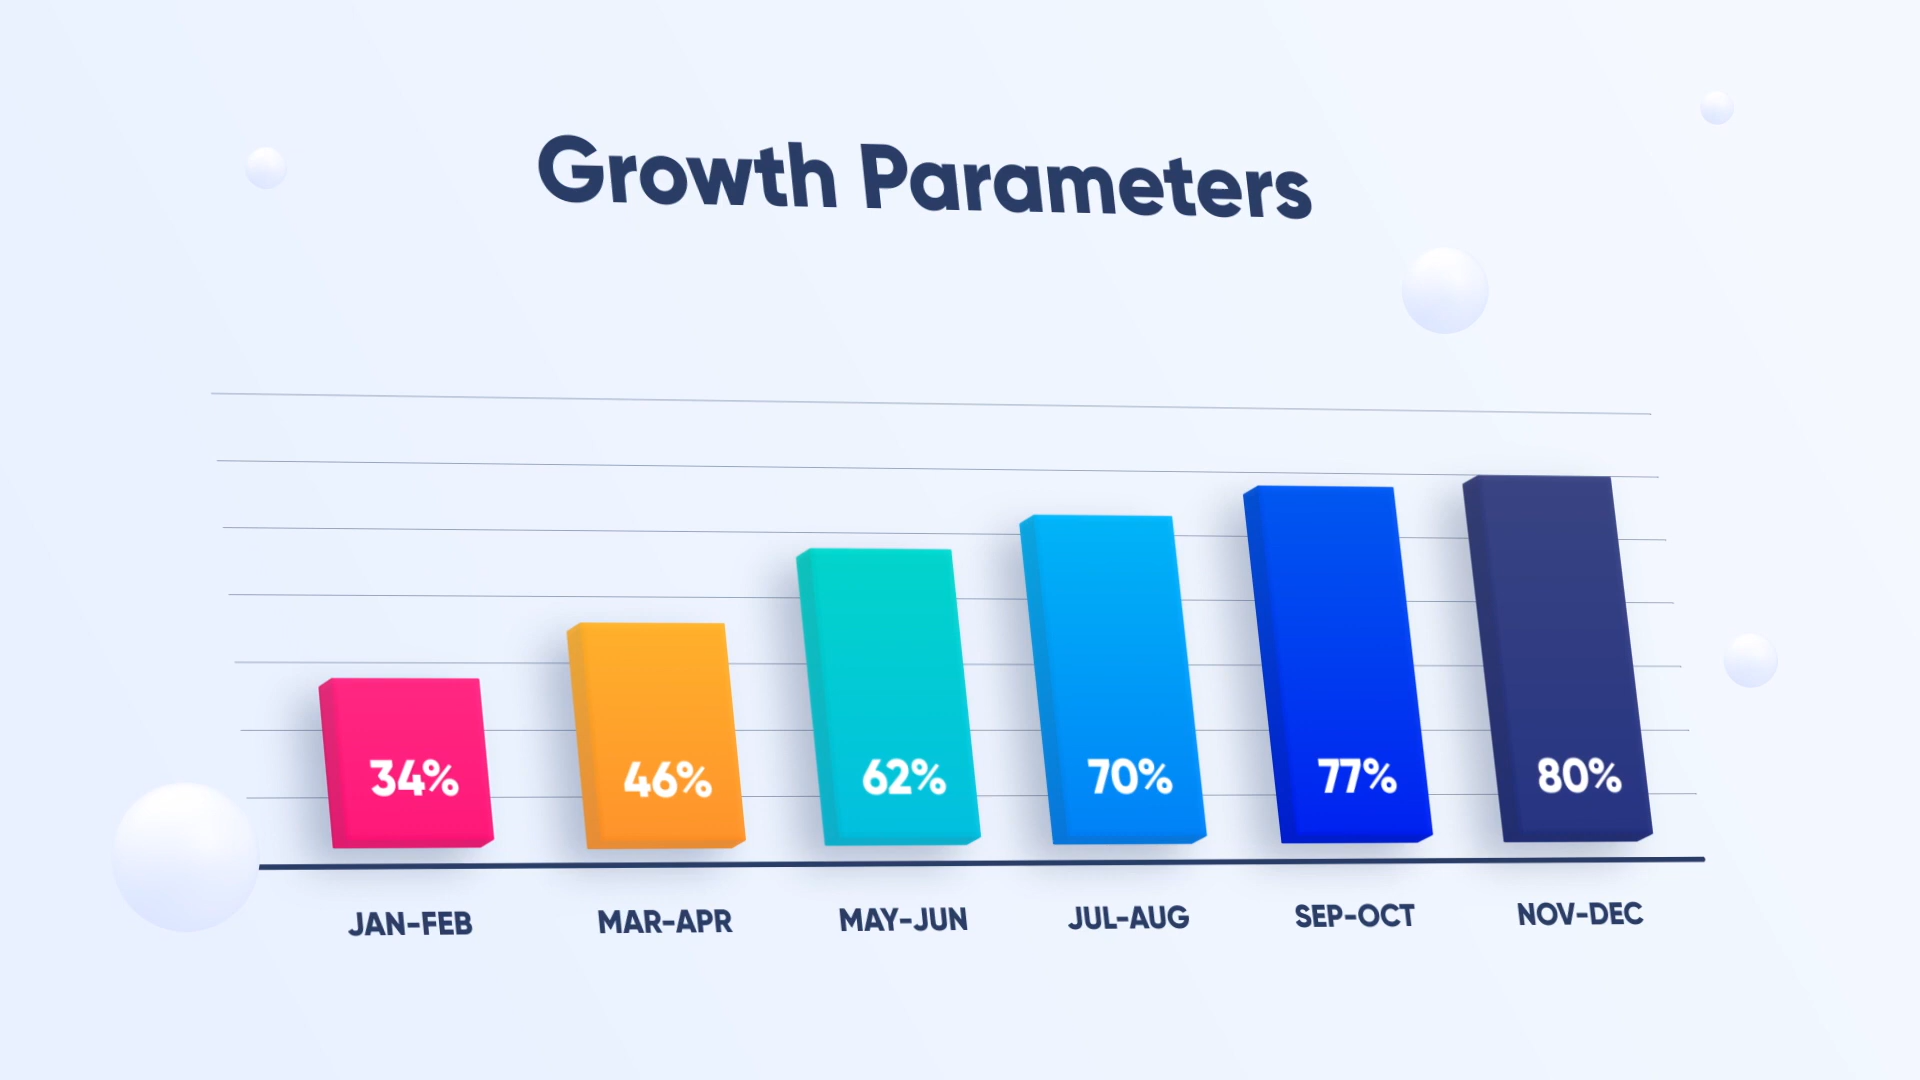 Growth Parameters
34% 46% 62% 70% 77% 80%
JAN-FEB MAR-APR MAY-JUN JUL-AUG SEP-OCT NOV-DEC